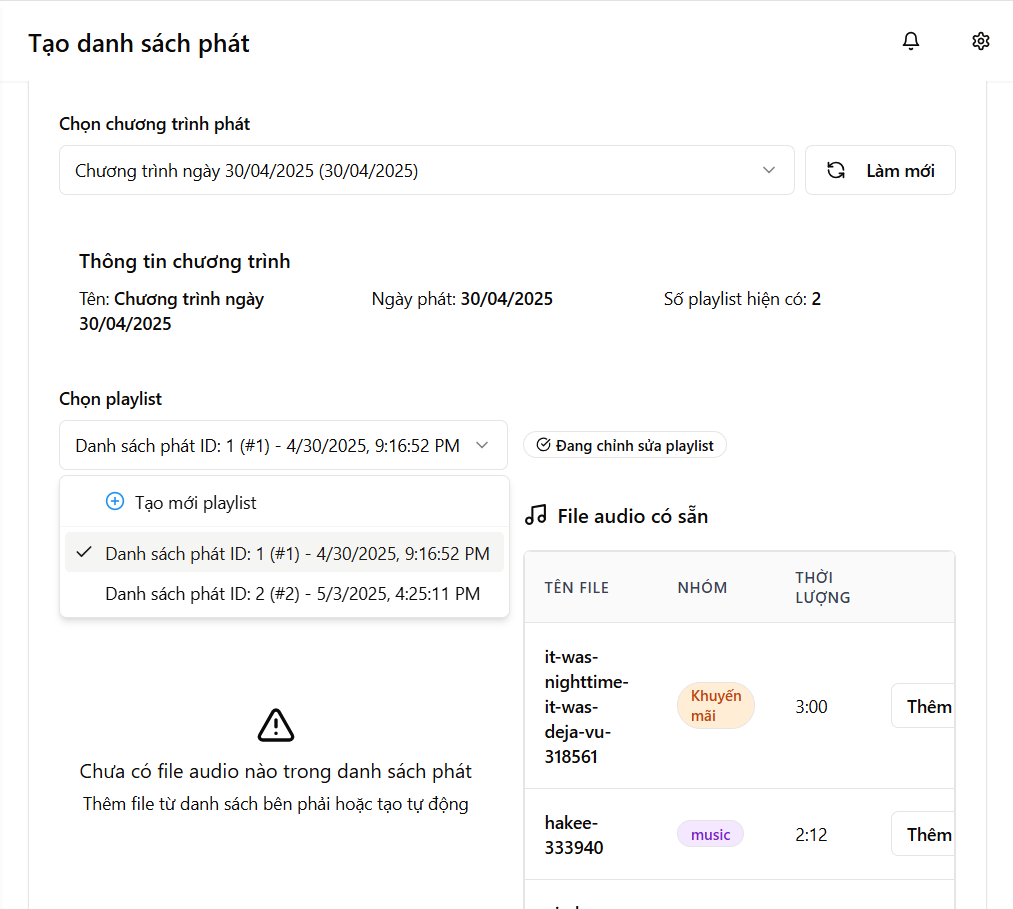 Tạo danh sách phát
Chọn chương trình phát
Chương trình ngày 30/04/2025 (30/04/2025)
Làm mới
Thông tin chương trình
Tên: Chương trình ngày
30/04/2025
Ngày phát: 30/04/2025
Số playlist hiện có: 2
Chọn playlist
Danh sách phát ID: 1 (#1) - 4/30/2025, 9:16:52 PM
Đang chỉnh sửa playlist
Tạo mới playlist
Danh sách phát ID: 1 (#1) - 4/30/2025, 9:16:52 PM
Danh sách phát ID: 2 (#2) - 5/3/2025, 4:25:11 PM
Chưa có file audio nào trong danh sách phát
Thêm file từ danh sách bên phải hoặc tạo tự động
File audio có sẵn
TÊN FILE
NHÓM
THỜI
LƯỢNG
it-was-
nighttime-
it-was-
deja-vu-
318561
Khuyến
mãi
3:00
Thêm
hakee-
333940
music
2:12
Thêm